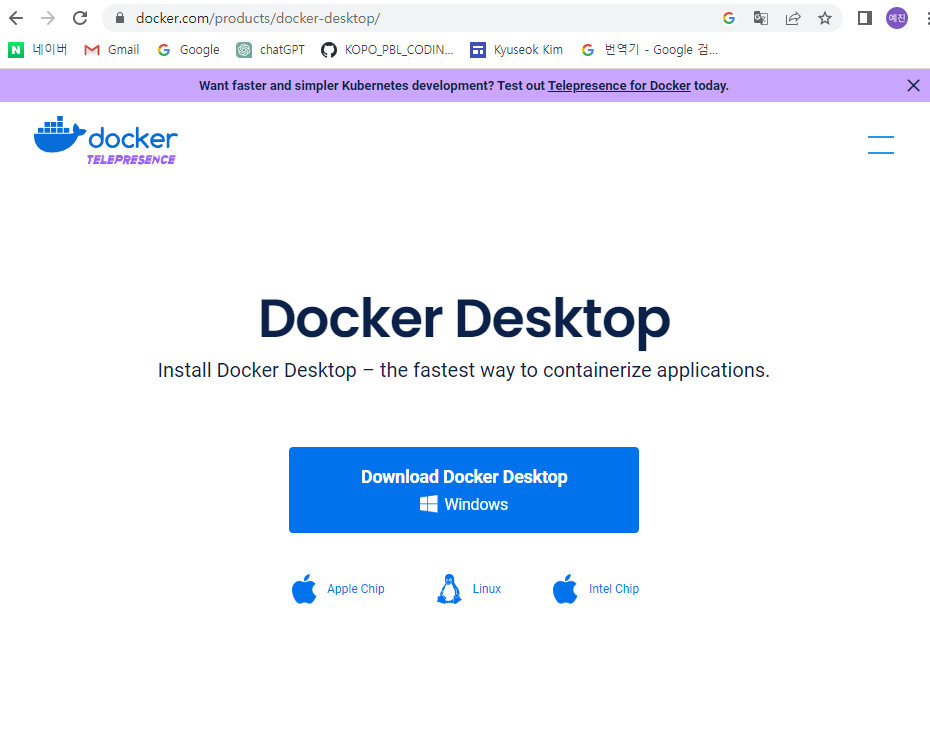 docker.com/products/docker-desktop/
예진
네이버 Gmail Google chatGPT KOPO_PBL_CODIN... Kyuseok Kim 번역기 - Google 검...
Want faster and simpler Kubernetes development? Test out Telepresence for Docker today.
docker
TELEPRESENCE
Docker Desktop
Install Docker Desktop – the fastest way to containerize applications.
Download Docker Desktop
Windows
Apple Chip Linux Intel Chip